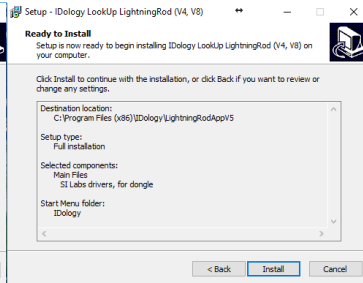 Setup - IDology LookUp LightningRod (V4, V8)
Ready to Install
Setup is now ready to begin installing IDology LookUp LightningRod (V4, V8) on
your computer.
Click Install to continue with the installation, or click Back if you want to review or
change any settings.
Destination location:
C:\Program Files (x86)\IDology\LightningRodAppV5
Setup type:
Full installation
Selected components:
Main Files
SI Labs drivers, for dongle
Start Menu folder:
IDology
< Back Install Cancel